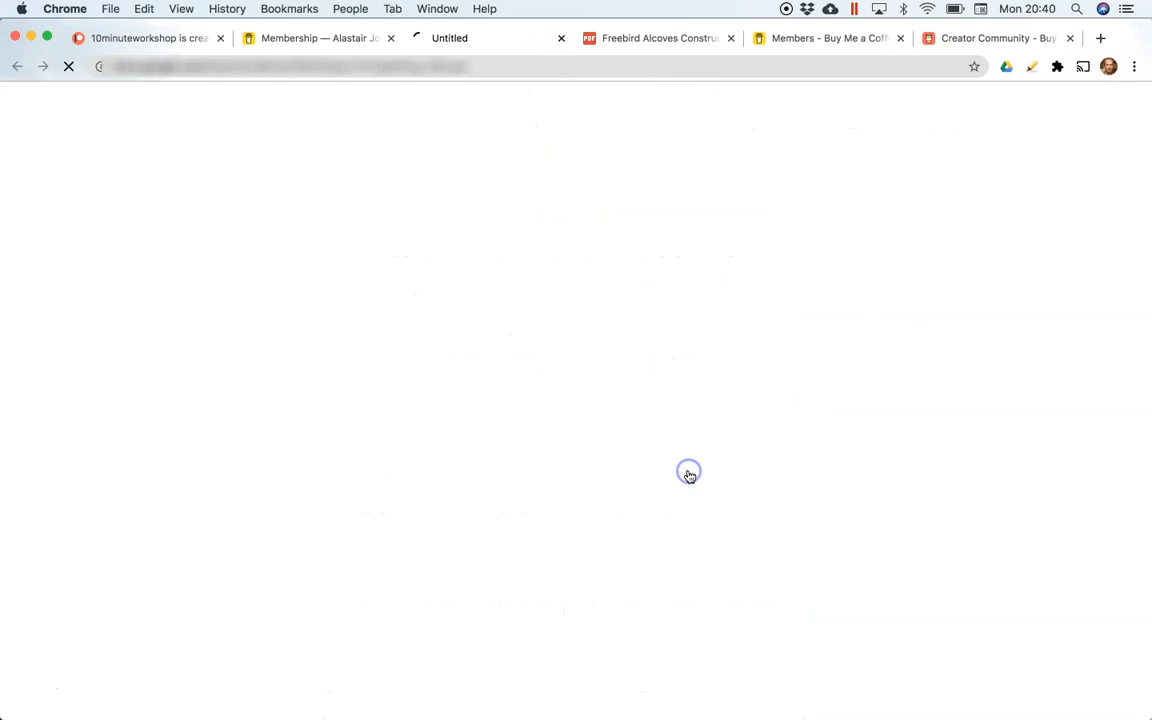 Chrome File Edit View History Bookmarks People Tab Window Help Mon 20:40
10minuteworkshop is crea Membership — Alastair Jo Untitled Freebird Alcoves Construc Members - Buy Me a Coff Creator Community - Buy